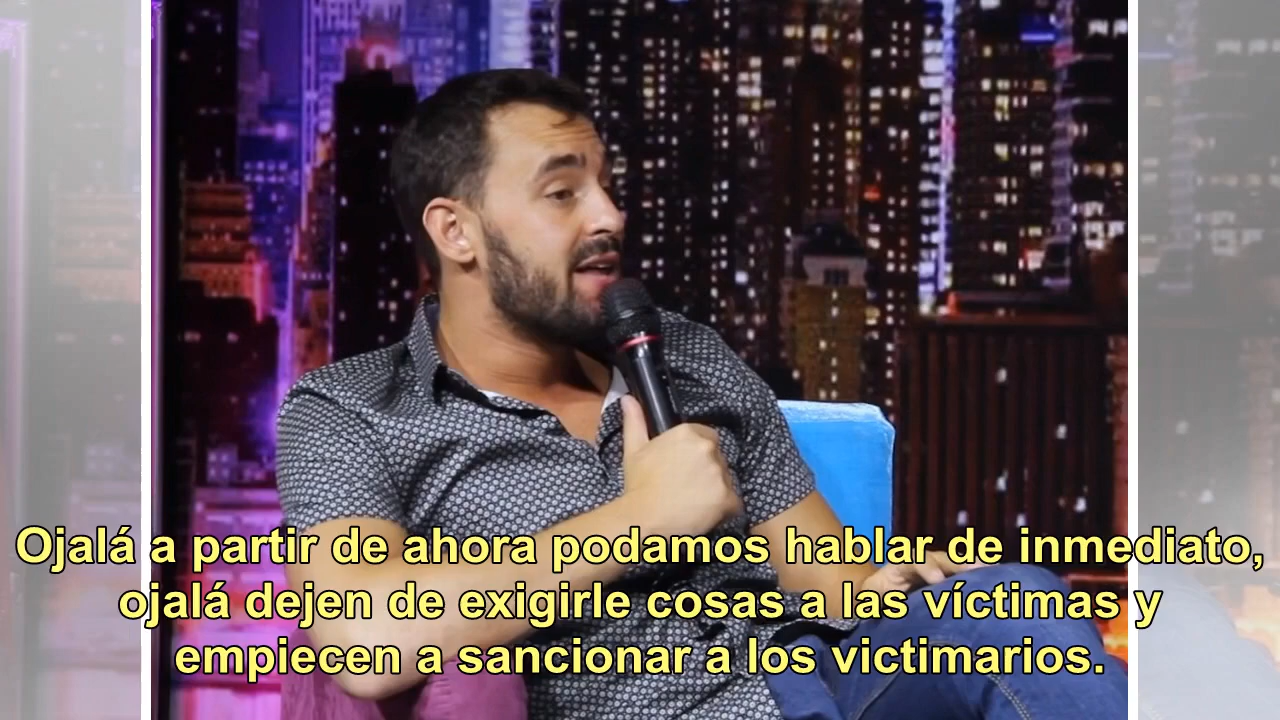 Ojalá a partir de ahora podamos hablar de inmediato,
ojalá dejen de exigirle cosas a las víctimas y
empiecen a sancionar a los victimarios.